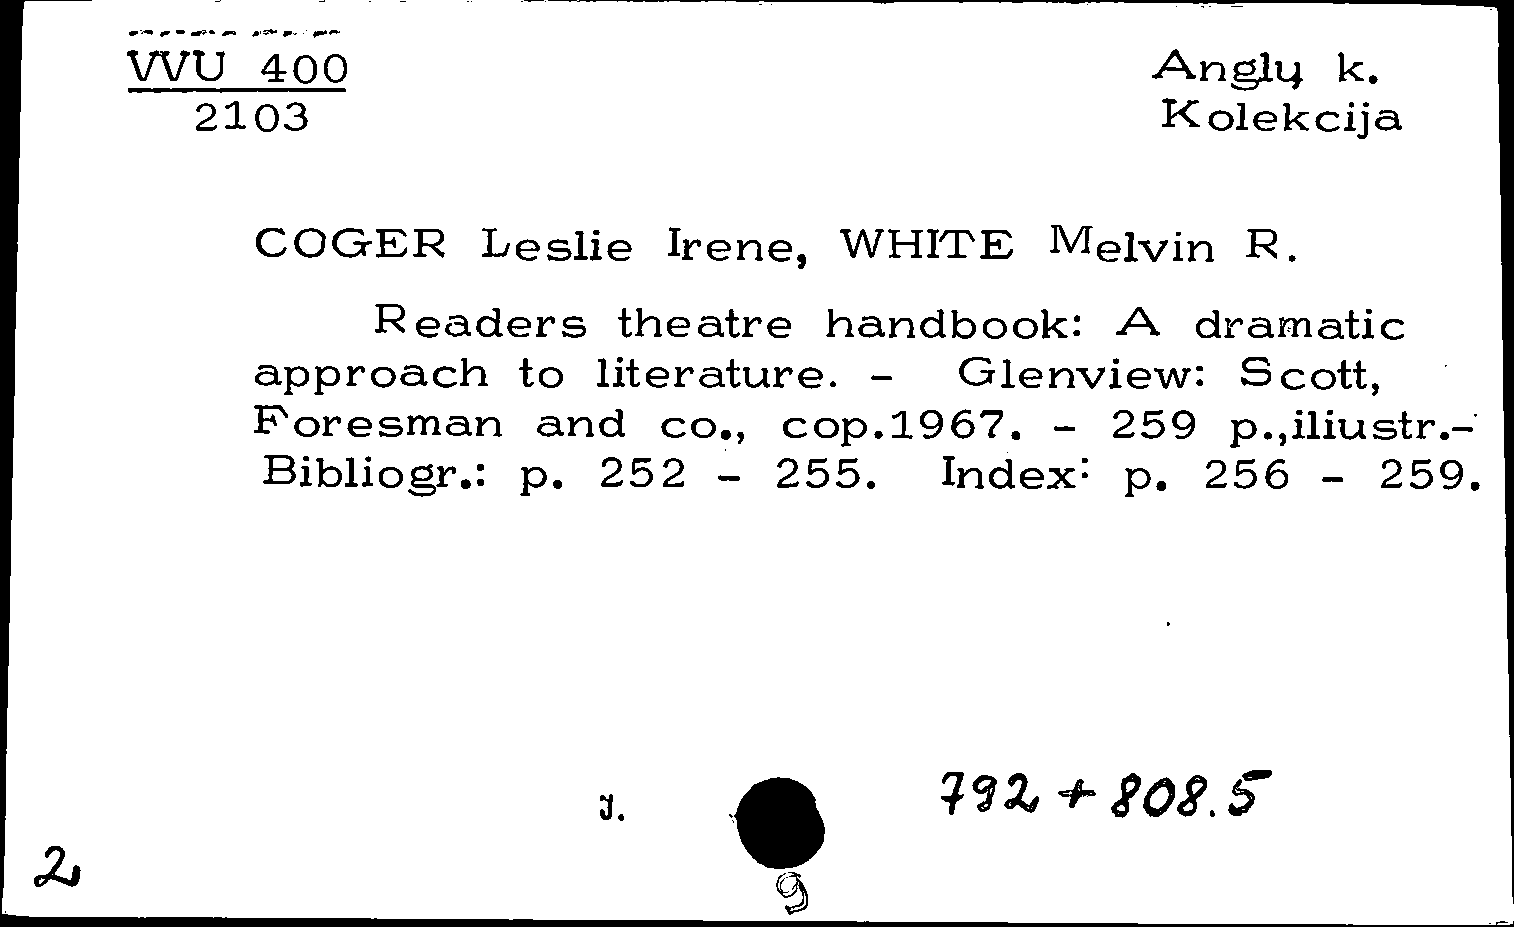 VVU 400
2103
Anglų k.
Kolekcija
COGER Leslie Irene, WHITE Melvin R.
Readers theatre handbook: A dramatic
approach to literature. - Glenview: Scott,
Foresman and co., cop.1967. - 259 p.,iliustr.-
Bibliogr.: p. 252 - 255. Index: p. 256 - 259.
792 + 808.5
2
9